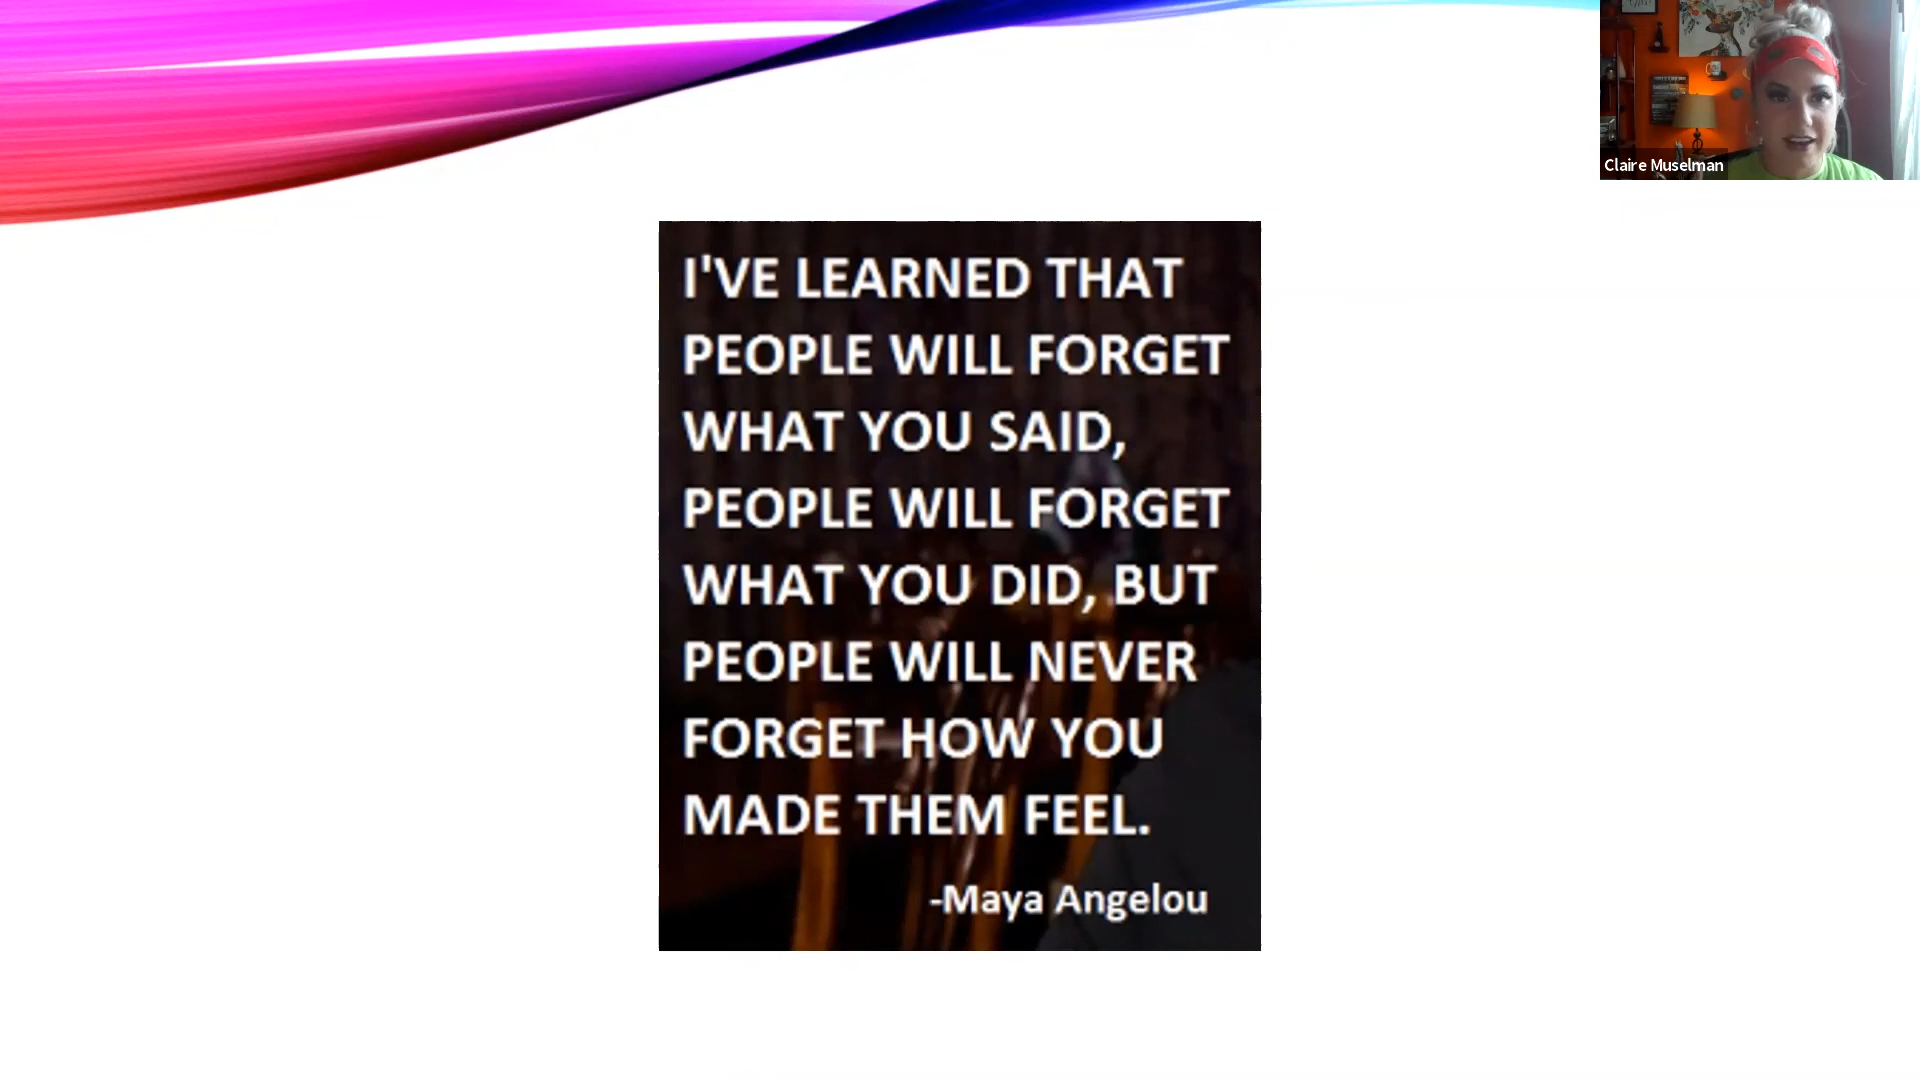 Claire Muselman
I'VE LEARNED THAT
PEOPLE WILL FORGET
WHAT YOU SAID,
PEOPLE WILL FORGET
WHAT YOU DID, BUT
PEOPLE WILL NEVER
FORGET HOW YOU
MADE THEM FEEL.
-Maya Angelou